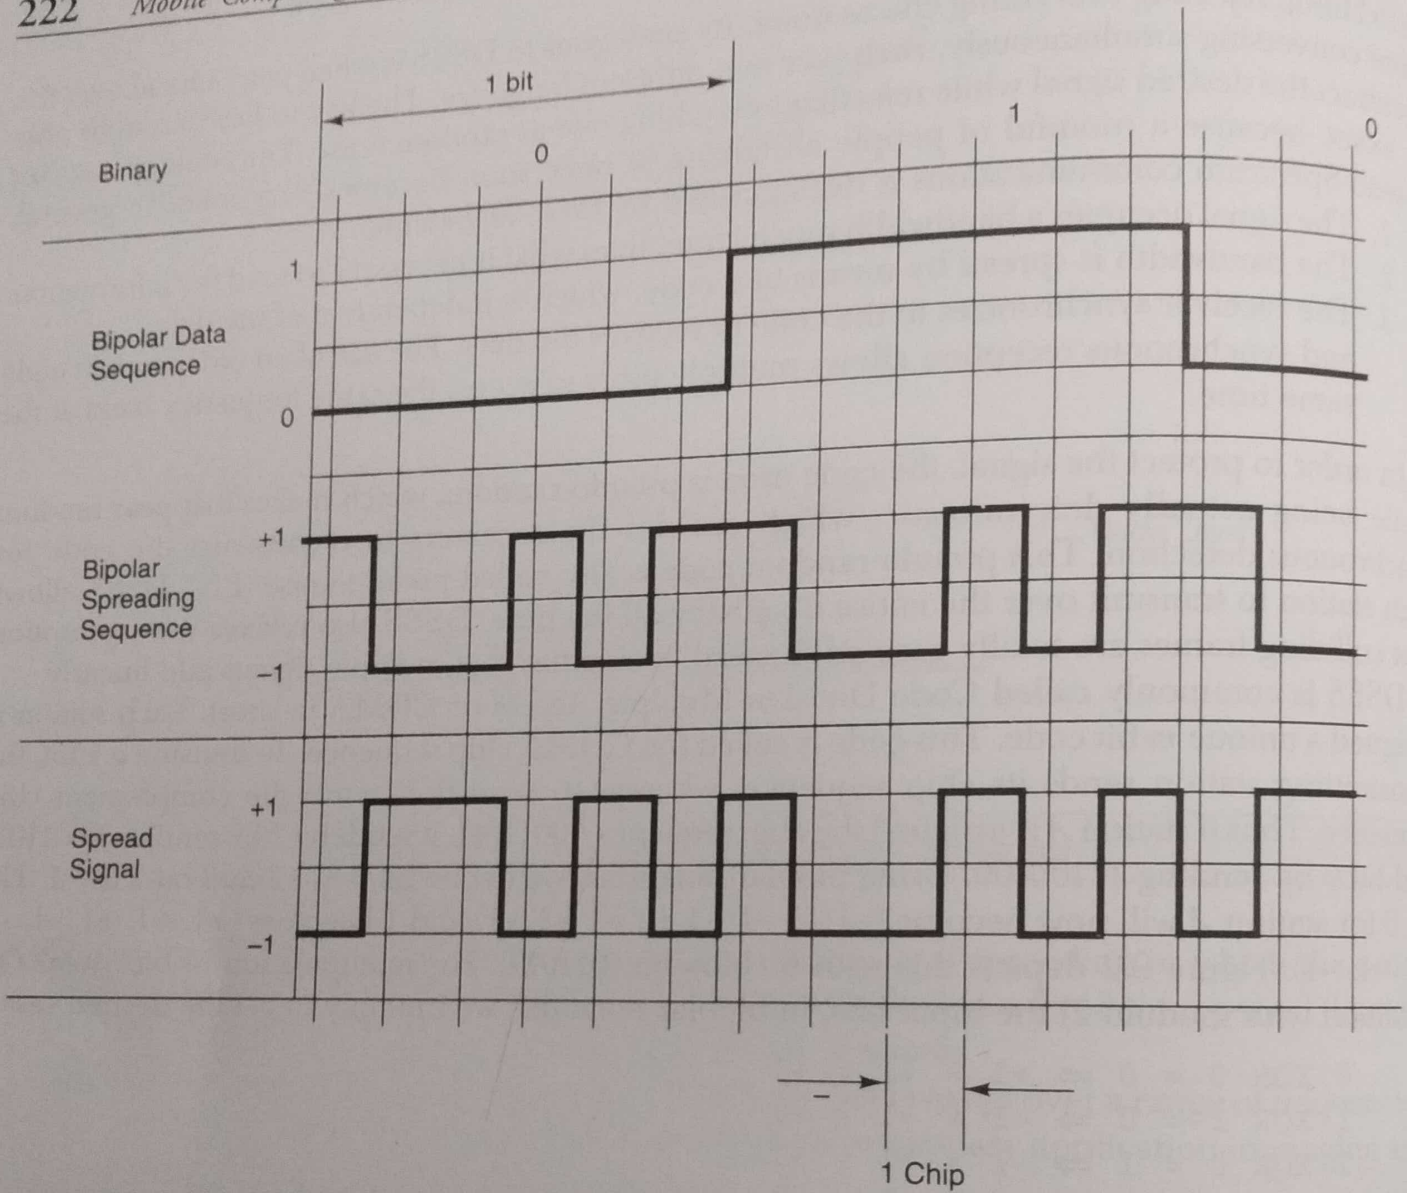 222 Mobile
1 bit
Binary
0
1
0
1
Bipolar Data
Sequence
0
+1
Bipolar
Spreading
Sequence
−1
+1
Spread
Signal
−1
−
1 Chip